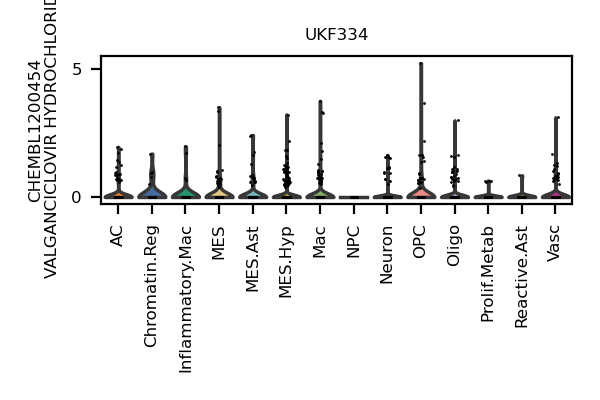 UKF334
CHEMBL1200454
VALGANCICLOVIR
5
0
AC
Chromatin.Reg
Inflammatory.Mac
MES
MES.Ast
MES.Hyp
Mac
NPC
Neuron
OPC
Oligo
Prolif.Metab
Reactive.Ast
Vasc